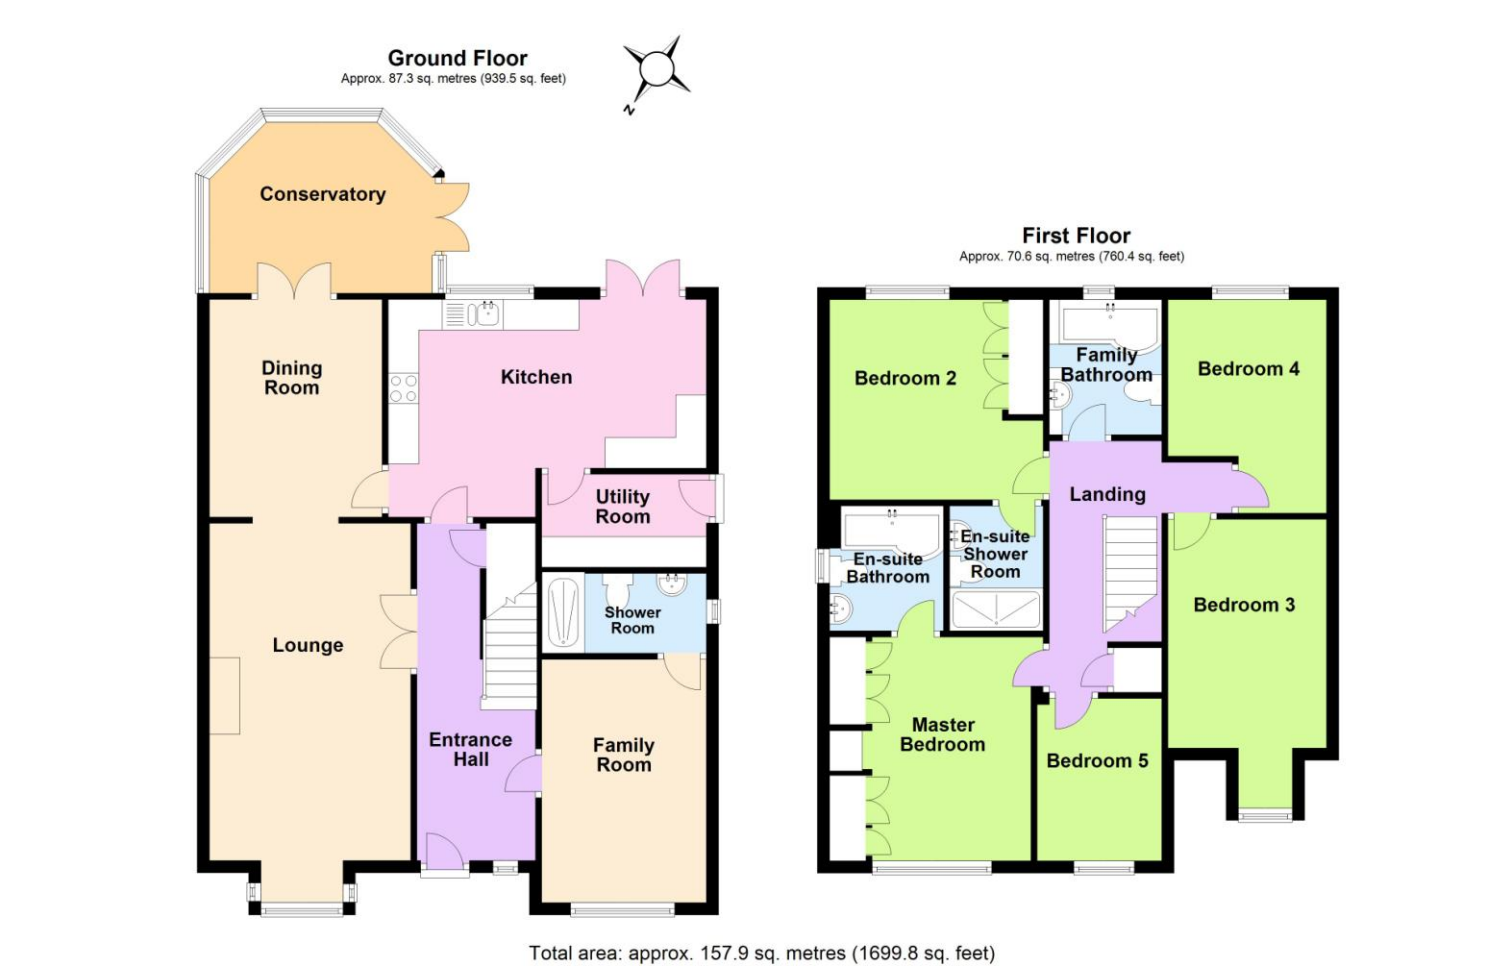 Ground Floor
Approx. 87.3 sq. metres (939.5 sq. feet)
N
Conservatory
Dining
Room
Kitchen
Utility
Room
Shower
Room
Lounge
Entrance
Hall
Family
Room
First Floor
Approx. 70.6 sq. metres (760.4 sq. feet)
Bedroom 2
Family
Bathroom
Bedroom 4
Landing
En-suite
Shower
Room
En-suite
Bathroom
Bedroom 3
Master
Bedroom
Bedroom 5
Total area: approx. 157.9 sq. metres (1699.8 sq. feet)